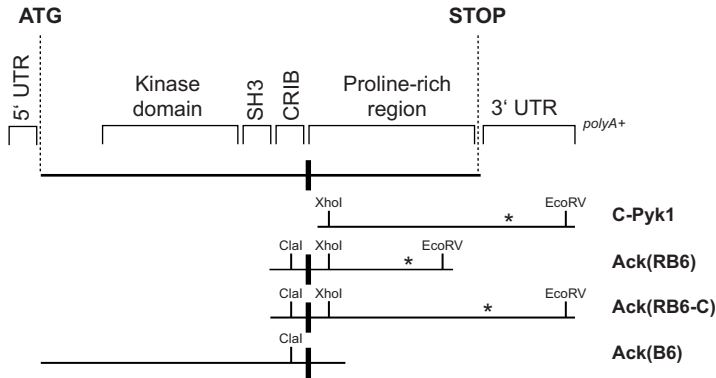 ATG STOP
5‘ UTR Kinase domain SH3 CRIB Proline-rich region 3‘ UTR polyA+
XhoI EcoRV C-Pyk1
*
ClaI XhoI EcoRV Ack(RB6)
*
ClaI XhoI EcoRV Ack(RB6-C)
*
ClaI Ack(B6)